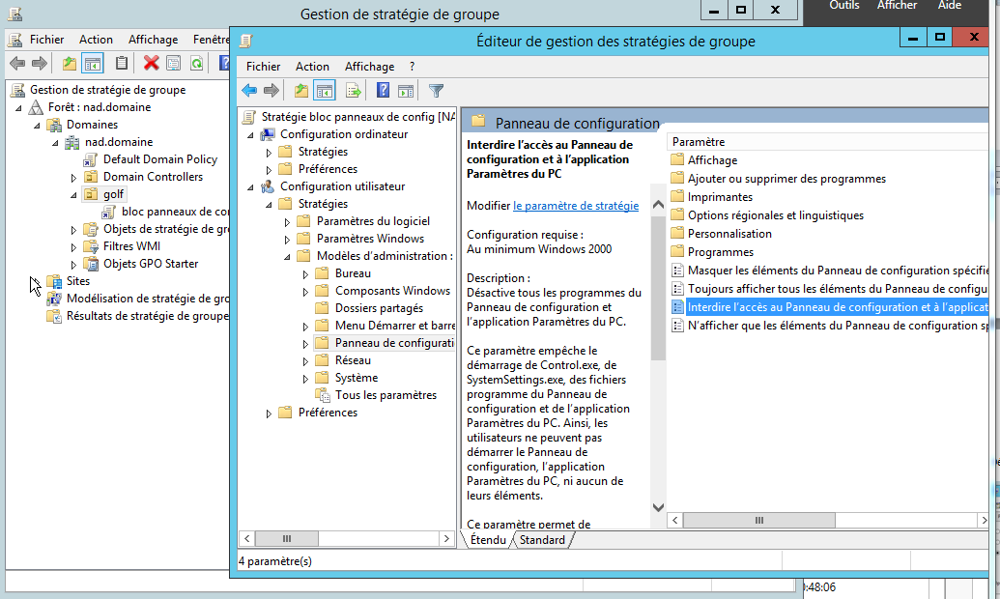 Gestion de stratégie de groupe
Outils Afficher Aide
Fichier Action Affichage Fenêtre
Gestion de stratégie de groupe
Forêt : nad.domaine
Domaines
nad.domaine
Default Domain Policy
Domain Controllers
golf
bloc panneaux de
Objets de stratégie de
Filtres WMI
Objets GPO Starter
Sites
Modélisation de stratégie de
Résultats de stratégie de groupe
Éditeur de gestion des stratégies de groupe
Fichier Action Affichage ?
Stratégie bloc panneaux de config
Configuration ordinateur
Stratégies
Préférences
Configuration utilisateur
Stratégies
Paramètres du logiciel
Paramètres Windows
Modèles d'administration :
Bureau
Composants Windows
Dossiers partagés
Menu Démarrer et barre
Panneau de configurati
Réseau
Système
Tous les paramètres
Préférences
Panneau de configuration
Interdire l'accès au Panneau de
configuration et à l'application
Paramètres du PC
Modifier le paramètre de stratégie
Configuration requise :
Au minimum Windows 2000
Description :
Désactive tous les programmes du
Panneau de configuration et
l'application Paramètres du PC.
Ce paramètre empêche le
démarrage de Control.exe, de
SystemSettings.exe, des fichiers
programme du Panneau de
configuration et de l'application
Paramètres du PC. Ainsi, les
utilisateurs ne peuvent pas
démarrer le Panneau de
configuration, l'application
Paramètres du PC, ni aucun de
leurs éléments.
Ce paramètre permet de
Paramètre
Affichage
Ajouter ou supprimer des programmes
Imprimantes
Options régionales et linguistiques
Personnalisation
Programmes
Masquer les éléments du Panneau de configuration spécifie
Toujours afficher tous les éléments du Panneau de configu
Interdire l'accès au Panneau de configuration et à l'applicat
N'afficher que les éléments du Panneau de configuration sp
Étendu Standard
4 paramètre(s)
:48:06